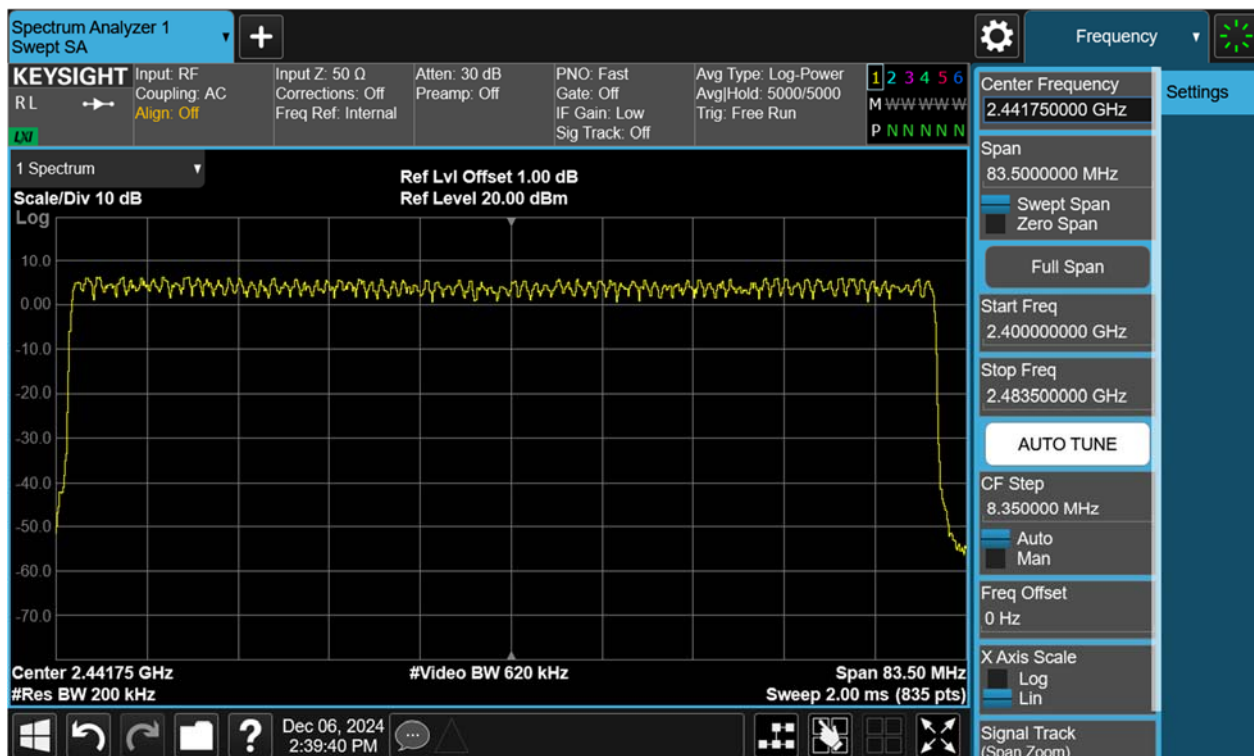 Spectrum Analyzer 1
Swept SA
+
Frequency
KEYSIGHT
R L
LXI
Input: RF
Coupling: AC
Align: Off
Input Z: 50 Ω
Corrections: Off
Freq Ref: Internal
Atten: 30 dB
Preamp: Off
PNO: Fast
Gate: Off
IF Gain: Low
Sig Track: Off
Avg Type: Log-Power
Avg|Hold: 5000/5000
Trig: Free Run
1 2 3 4 5 6
M W W W W W W
P N N N N N N
1 Spectrum
Scale/Div 10 dB
Log
Ref Lvl Offset 1.00 dB
Ref Level 20.00 dBm
10.0
0.00
-10.0
-20.0
-30.0
-40.0
-50.0
-60.0
-70.0
Center 2.44175 GHz
#Res BW 200 kHz
#Video BW 620 kHz
Span 83.50 MHz
Sweep 2.00 ms (835 pts)
?
Dec 06, 2024
2:39:40 PM
Center Frequency
2.441750000 GHz
Span
83.5000000 MHz
Swept Span
Zero Span
Full Span
Start Freq
2.400000000 GHz
Stop Freq
2.483500000 GHz
AUTO TUNE
CF Step
8.350000 MHz
Auto
Man
Freq Offset
0 Hz
X Axis Scale
Log
Lin
Signal Track
(Span Zoom)
Settings